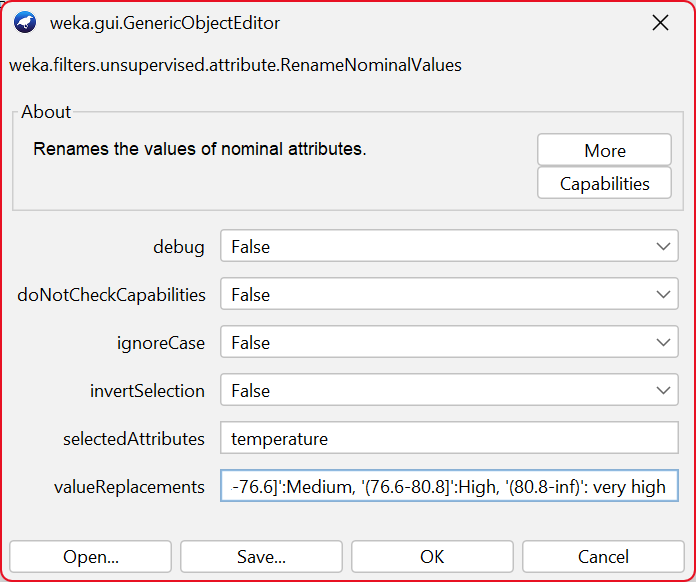 weka.gui.GenericObjectEditor
weka.filters.unsupervised.attribute.RenameNominalValues
About
Renames the values of nominal attributes.
More
Capabilities
debug False
doNotCheckCapabilities False
ignoreCase False
invertSelection False
selectedAttributes temperature
valueReplacements -76.6]':Medium, '(76.6-80.8]':High, '(80.8-inf)': very high
Open... Save... OK Cancel